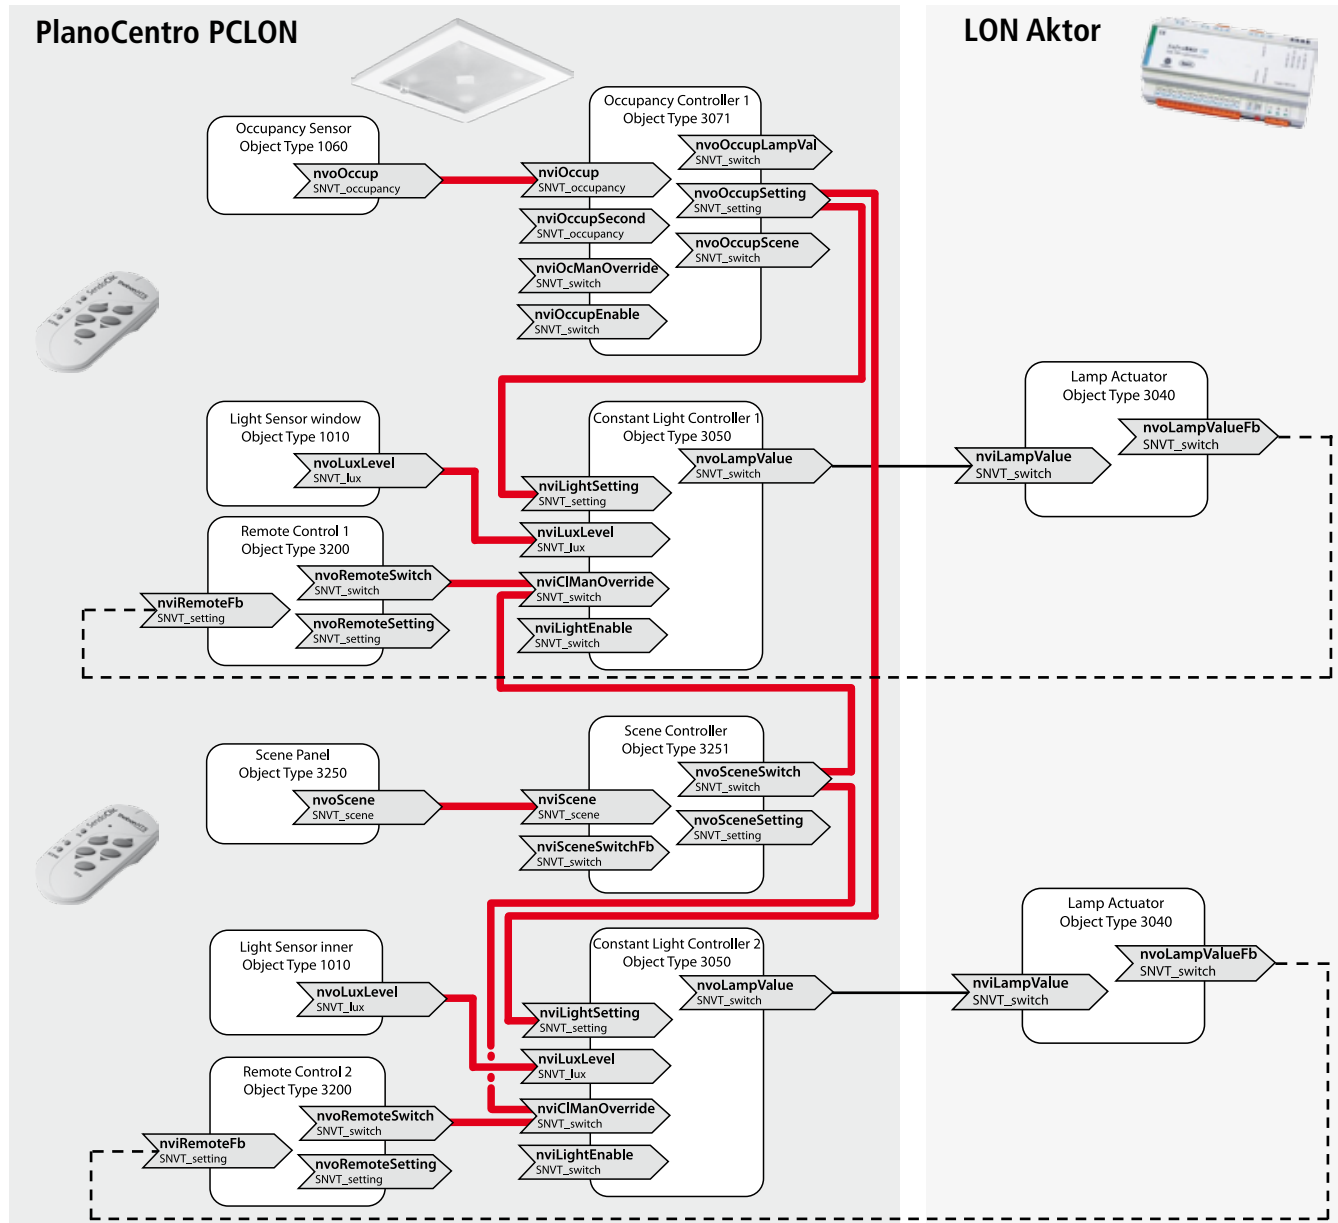 PlanoCentro PCLON
LON Aktor
Occupancy Sensor
Object Type 1060
nvoOccup
SNVT_occupancy
Occupancy Controller 1
Object Type 3071
nvoOccupLampVal
SNVT_switch
nviOccup
SNVT_occupancy
nvoOccupSetting
SNVT_setting
nviOccupSecond
SNVT_occupancy
nvoOccupScene
SNVT_switch
nviOcManOverride
SNVT_switch
nviOccupEnable
SNVT_switch
Light Sensor window
Object Type 1010
nvoLuxLevel
SNVT_lux
Remote Control 1
Object Type 3200
nvoRemoteSwitch
SNVT_switch
nviRemoteFb
SNVT_setting
nvoRemoteSetting
SNVT_setting
Constant Light Controller 1
Object Type 3050
nvoLampValue
SNVT_switch
nviLightSetting
SNVT_setting
nviLuxLevel
SNVT_lux
nviClManOverride
SNVT_switch
nviLightEnable
SNVT_switch
Lamp Actuator
Object Type 3040
nvoLampValueFb
SNVT_switch
nviLampValue
SNVT_switch
Scene Panel
Object Type 3250
nvoScene
SNVT_scene
Scene Controller
Object Type 3251
nvoSceneSwitch
SNVT_switch
nviScene
SNVT_scene
nvoSceneSetting
SNVT_setting
nviSceneSwitchFb
SNVT_switch
Light Sensor inner
Object Type 1010
nvoLuxLevel
SNVT_lux
Remote Control 2
Object Type 3200
nvoRemoteSwitch
SNVT_switch
nviRemoteFb
SNVT_setting
nvoRemoteSetting
SNVT_setting
Constant Light Controller 2
Object Type 3050
nvoLampValue
SNVT_switch
nviLightSetting
SNVT_setting
nviLuxLevel
SNVT_lux
nviClManOverride
SNVT_switch
nviLightEnable
SNVT_switch
Lamp Actuator
Object Type 3040
nvoLampValueFb
SNVT_switch
nviLampValue
SNVT_switch